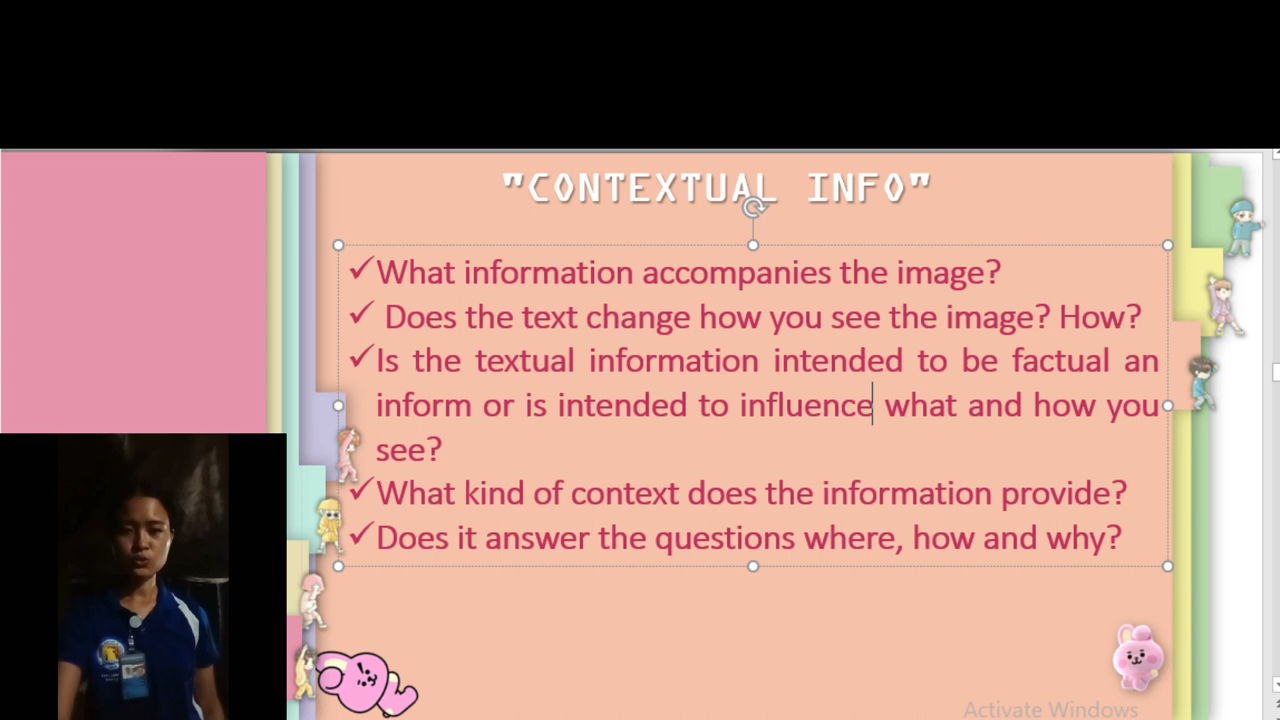 "CONTEXTUAL INFO"
✓What information accompanies the image?
✓ Does the text change how you see the image? How?
✓Is the textual information intended to be factual an
inform or is intended to influence what and how you
see?
✓What kind of context does the information provide?
✓Does it answer the questions where, how and why?
Activate Windows